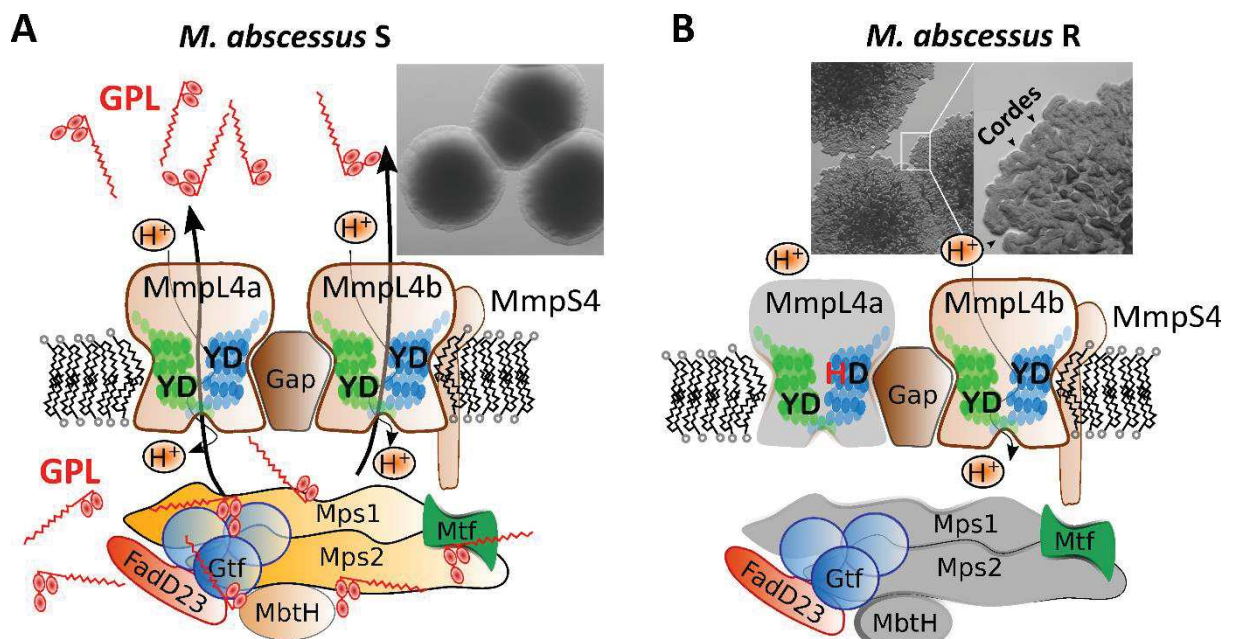 A
M. abscessus S
GPL
H+
H+
MmpL4a
MmpL4b
MmpS4
YD
YD
Gap
YD
YD
H+
H+
GPL
Mps1
Mtf
Mps2
Gtf
FadD23
MbtH
B
M. abscessus R
Cordes
H+
H+
MmpL4a
MmpL4b
MmpS4
HD
YD
Gap
YD
YD
H+
Mps1
Mtf
Mps2
Gtf
FadD23
MbtH